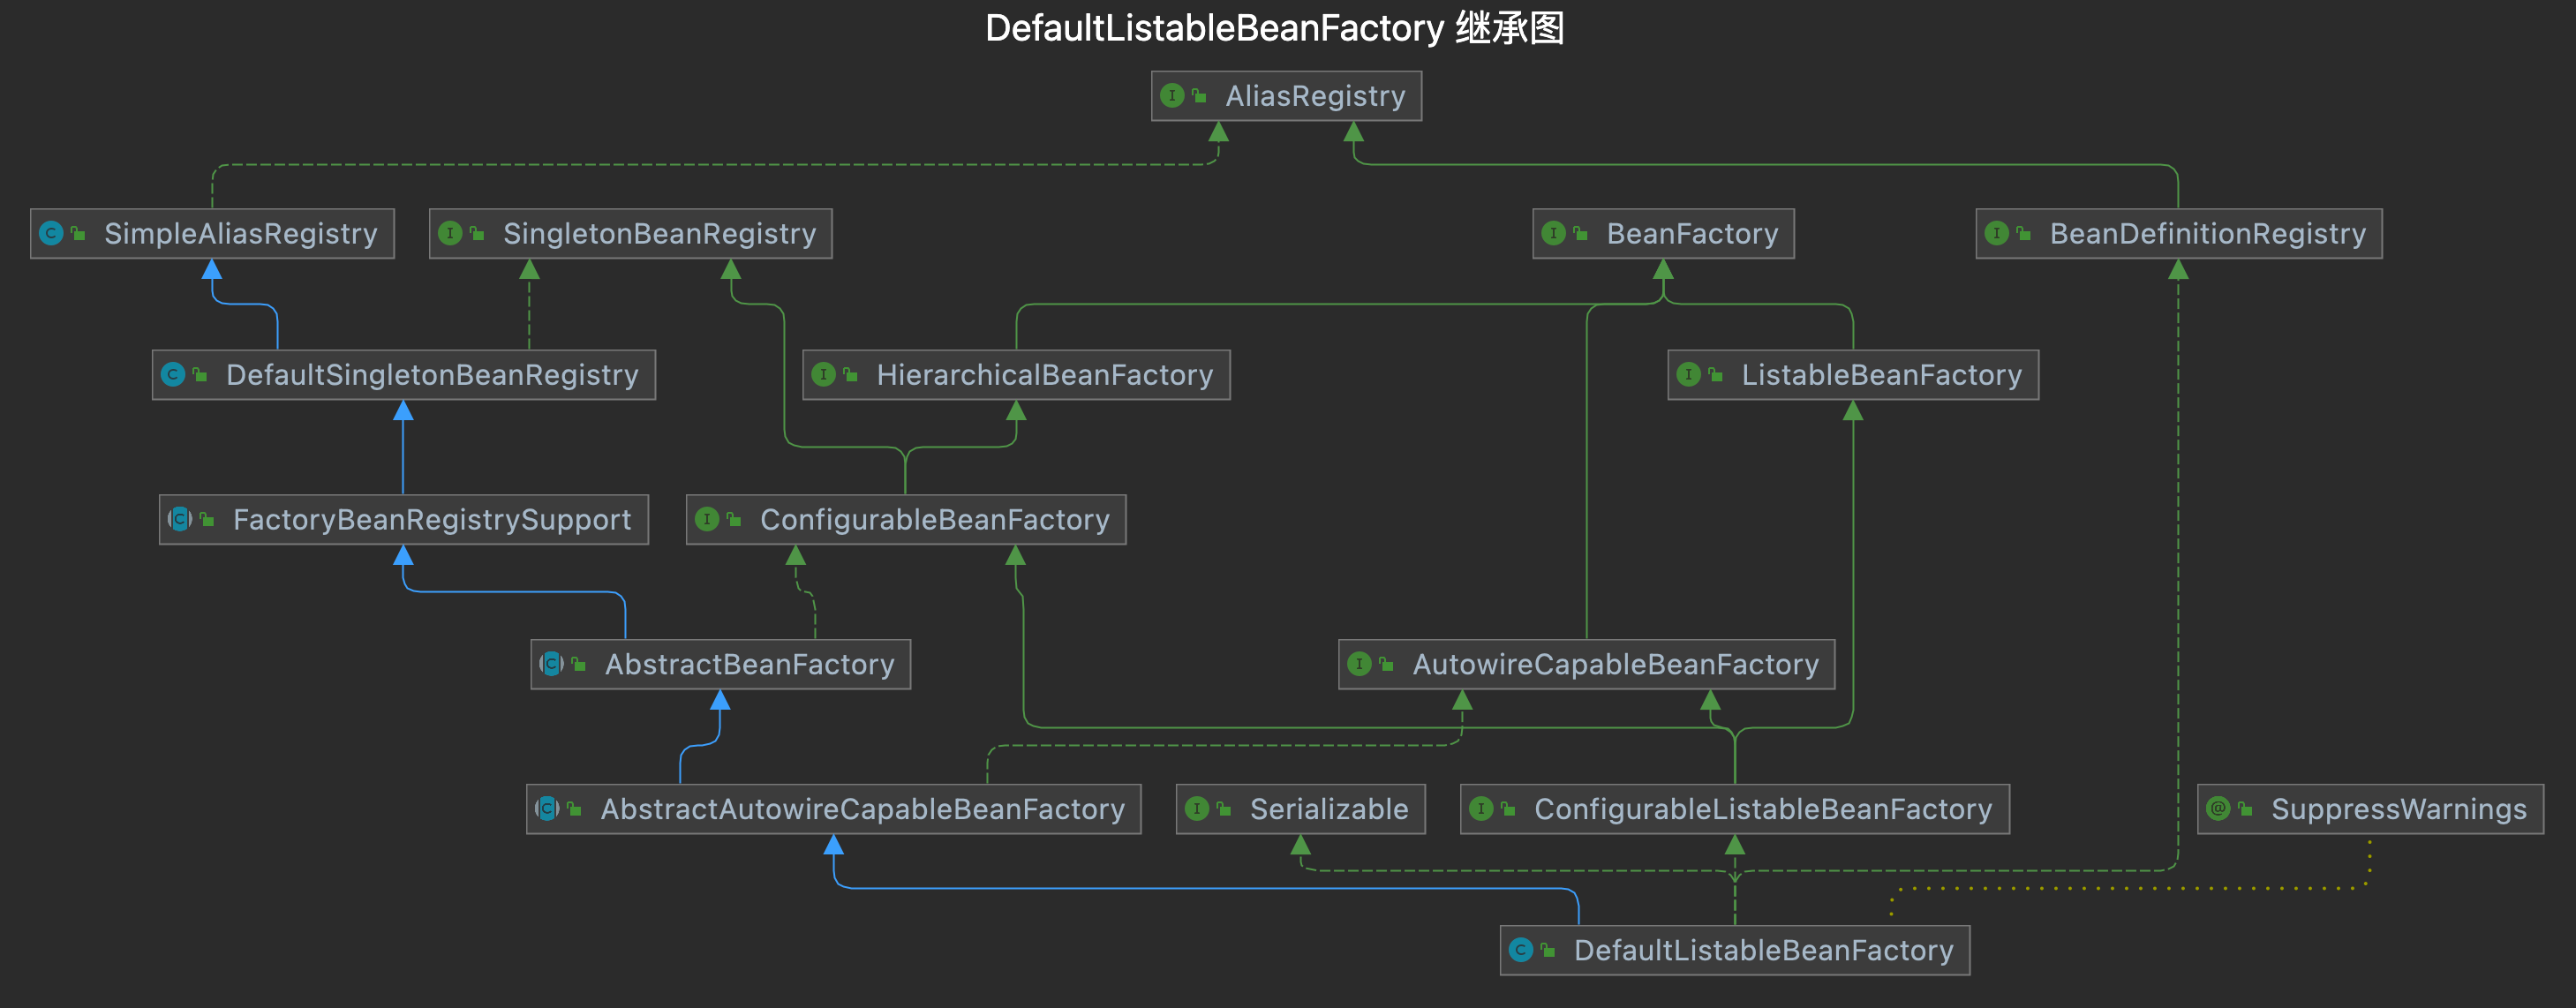 DefaultListableBeanFactory 继承图
AliasRegistry
SimpleAliasRegistry
SingletonBeanRegistry
BeanFactory
BeanDefinitionRegistry
DefaultSingletonBeanRegistry
HierarchicalBeanFactory
ListableBeanFactory
FactoryBeanRegistrySupport
ConfigurableBeanFactory
AbstractBeanFactory
AutowireCapableBeanFactory
AbstractAutowireCapableBeanFactory
Serializable
ConfigurableListableBeanFactory
SuppressWarnings
DefaultListableBeanFactory